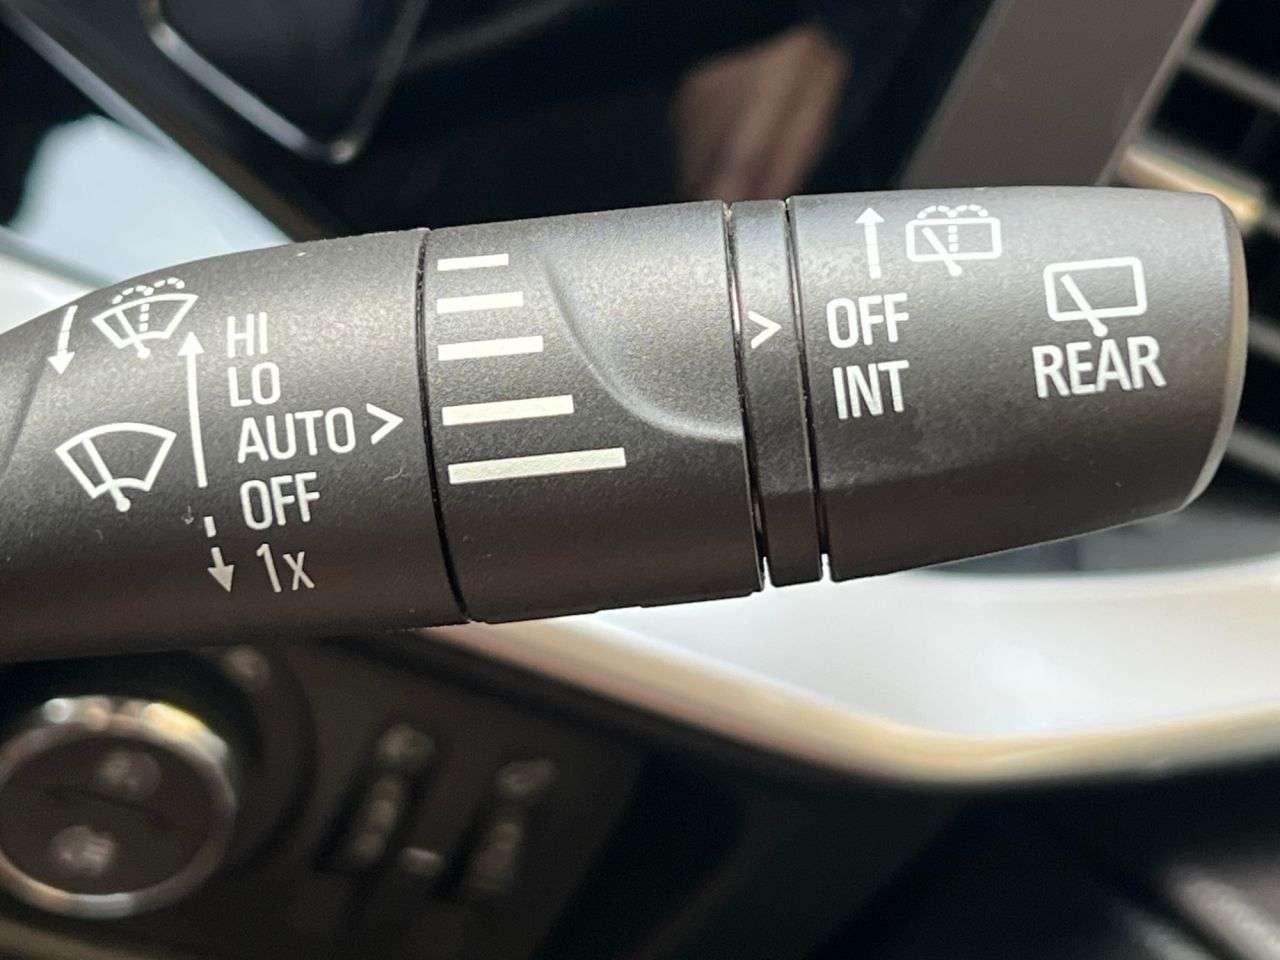 HI
LO
AUTO >
OFF
1x
>
OFF
INT
REAR